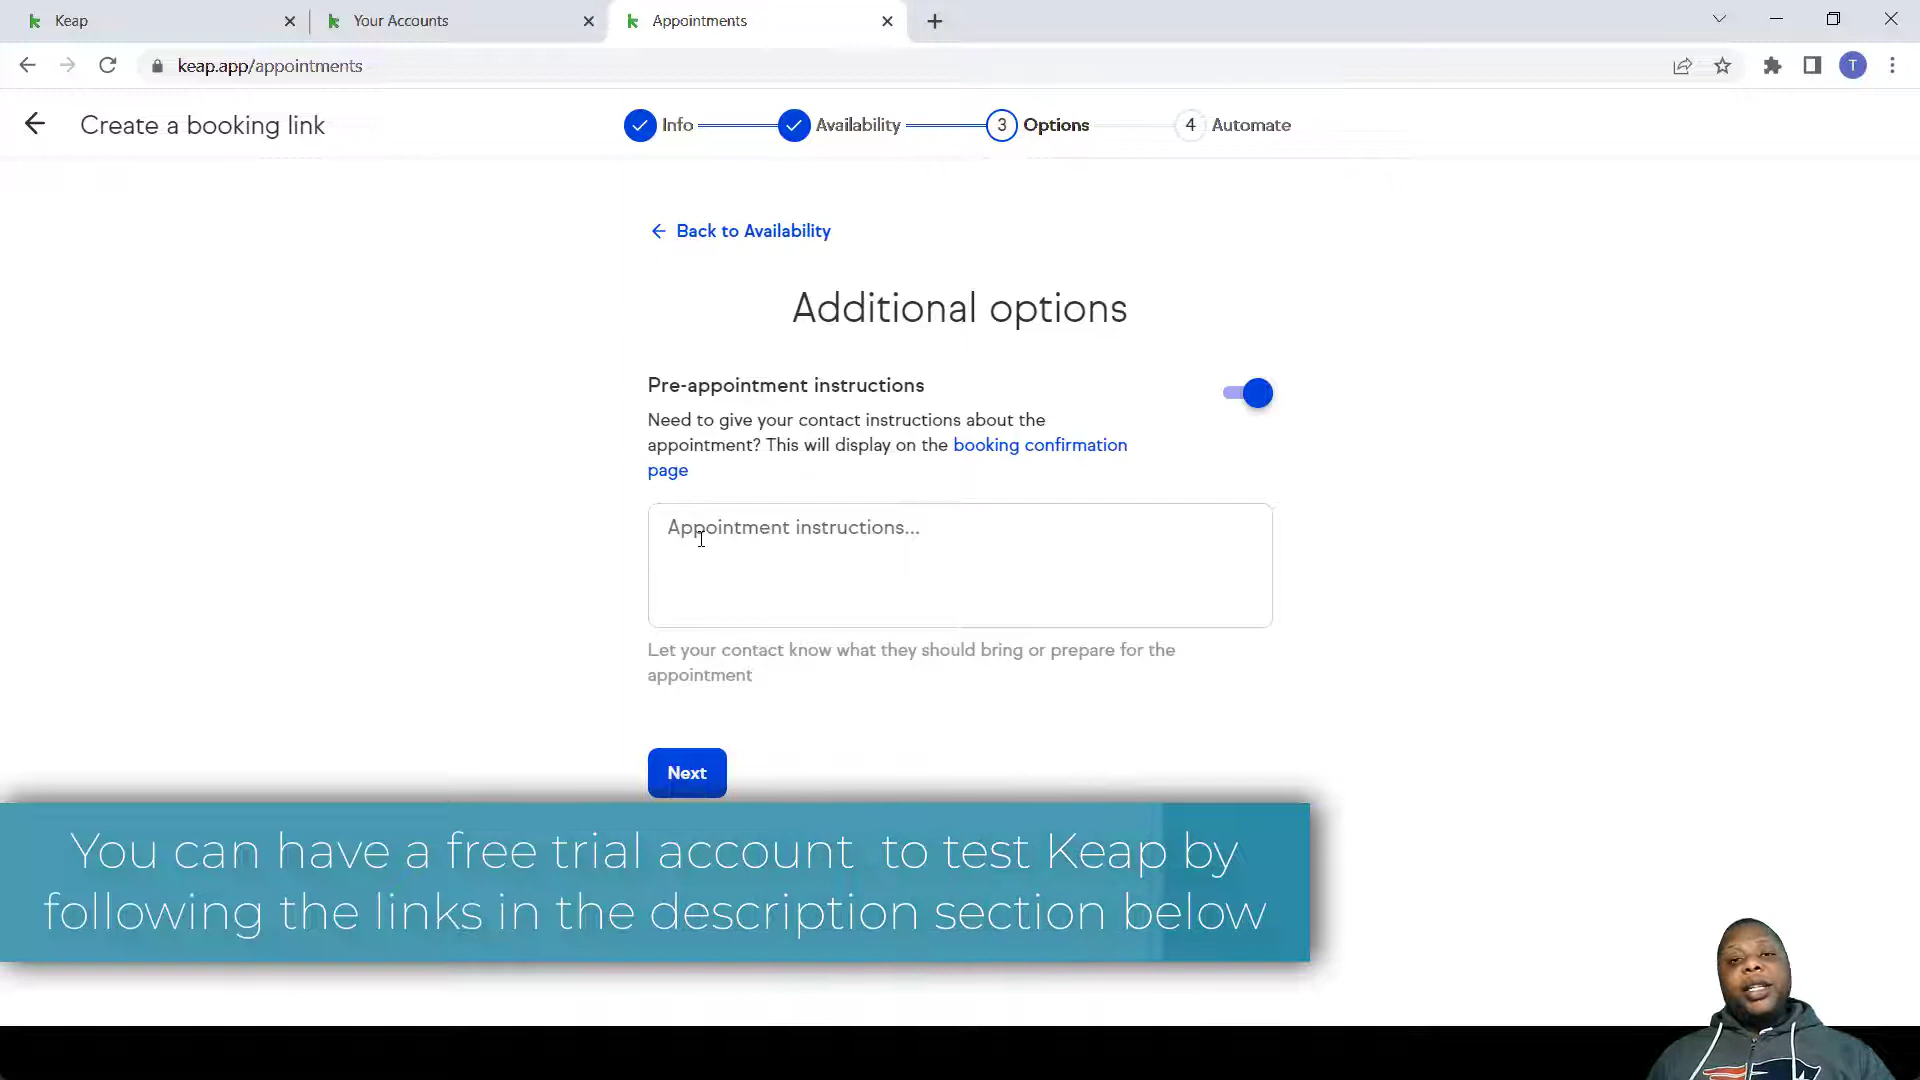 Keap
Your Accounts
Appointments
keap.app/appointments
T
Create a booking link
Info
Availability
3 Options
4 Automate
Back to Availability
Additional options
Pre-appointment instructions
Need to give your contact instructions about the
appointment? This will display on the booking confirmation
page
Appointment instructions...
Let your contact know what they should bring or prepare for the
appointment
Next
You can have a free trial account to test Keap by
following the links in the description section below